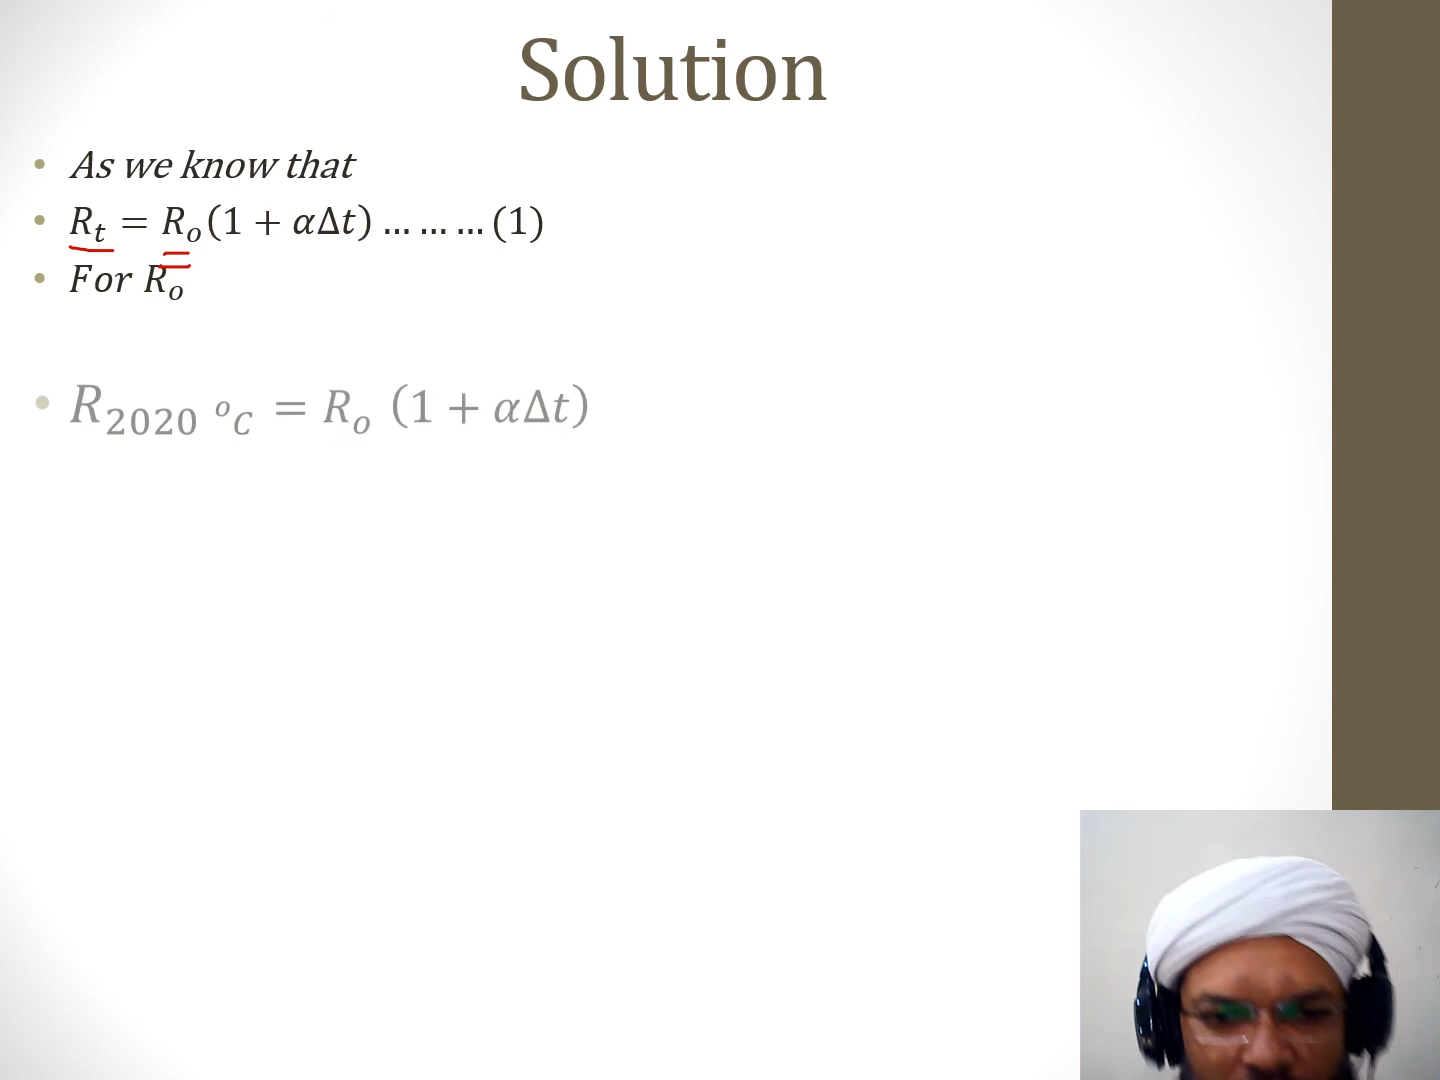 Solution
• As we know that
• Rₜ = Rₒ(1 + αΔt) … … … (1)
• For Rₒ
• R₂₀₂₀ ₒC = Rₒ (1 + αΔt)